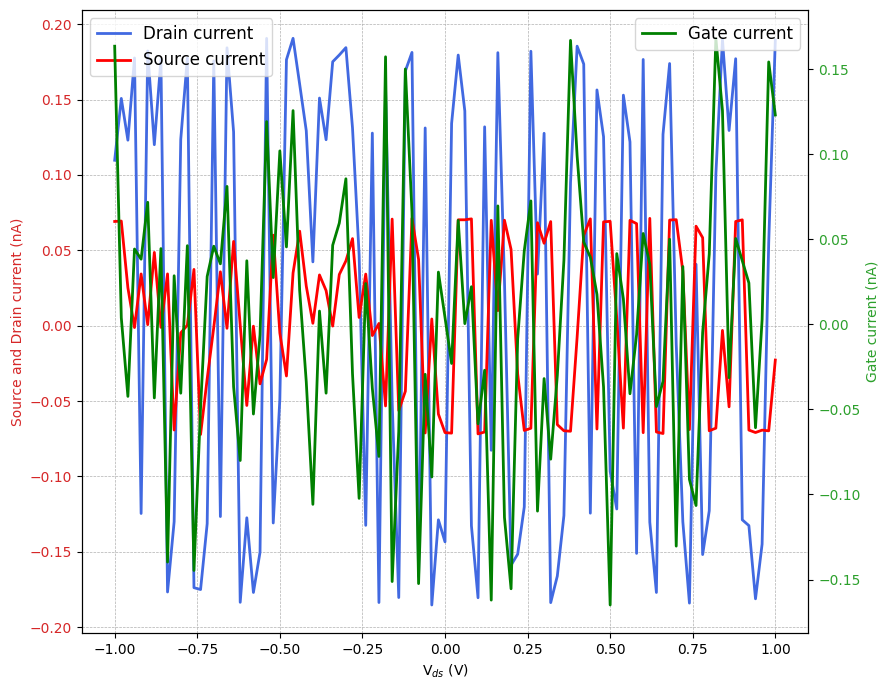 Drain current
Source current
Gate current
Source and Drain current (nA)
0.20
0.15
0.10
0.05
0.00
−0.05
−0.10
−0.15
−0.20
0.15
0.10
0.05
0.00
−0.05
−0.10
−0.15
Gate current (nA)
−1.00 −0.75 −0.50 −0.25 0.00 0.25 0.50 0.75 1.00
V_ds (V)